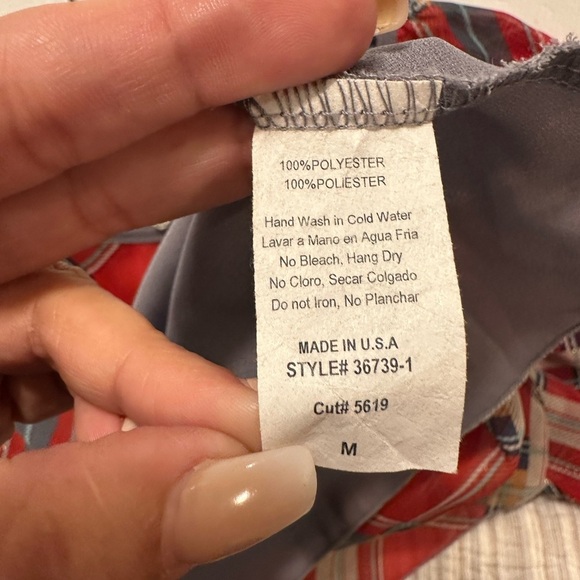 100%POLYESTER
100%POLIESTER
Hand Wash in Cold Water
Lavar a Mano en Agua Fria
No Bleach, Hang Dry
No Cloro, Secar Colgado
Do not Iron, No Planchar
MADE IN U.S.A
STYLE# 36739-1
Cut# 5619
M